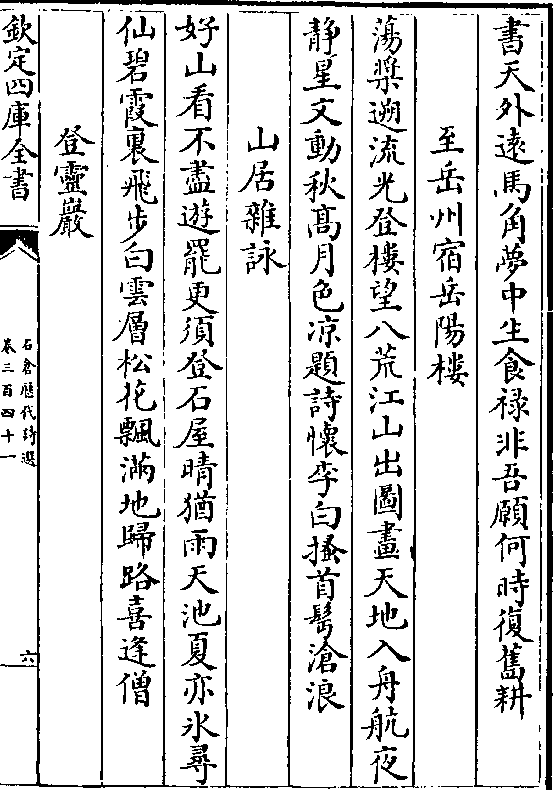 書天外遠馬角夢中生食禄非吾願何時復舊耕
至岳州宿岳陽樓
蕩槳遡流光登樓望八荒江山出圖畫天地入舟航夜
静星文動秋髙月色凉題詩懷李白搔首髩滄浪
山居雜詠
好山看不盡遊罷更須登石屋晴猶雨天池夏亦氷尋
仙碧霞裏飛步白雲層松花飄滿地歸路喜逢僧
登靈巖
欽定四庫全書
石倉歴代詩選
卷三百四十一
六